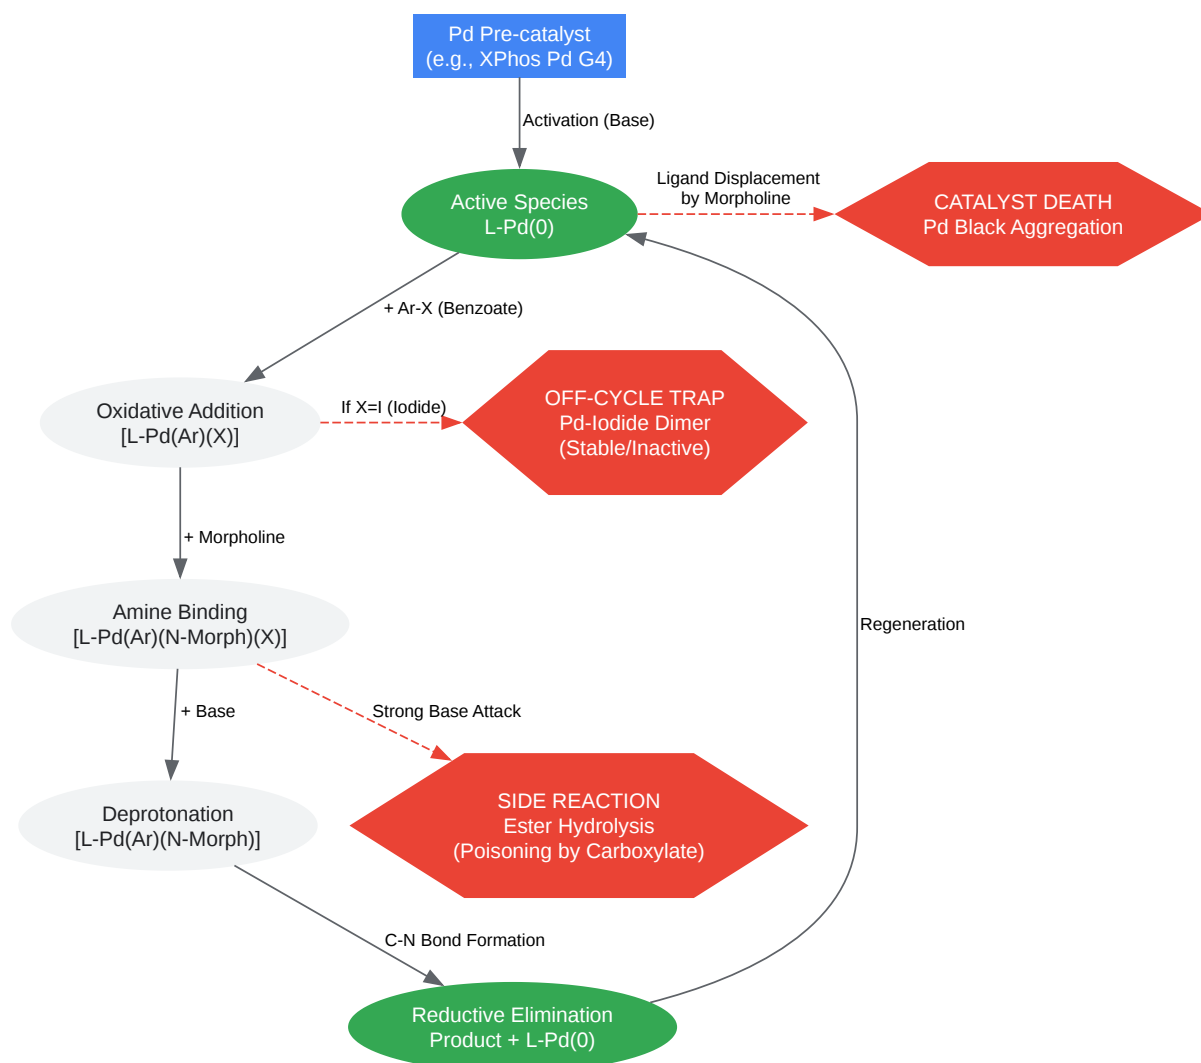 Pd Pre-catalyst
(e.g., XPhos Pd G4)
Activation (Base)
Active Species
L-Pd(0)
Ligand Displacement
by Morpholine
CATALYST DEATH
Pd Black Aggregation
+ Ar-X (Benzoate)
Oxidative Addition
[L-Pd(Ar)(X)]
If X=I (Iodide)
OFF-CYCLE TRAP
Pd-Iodide Dimer
(Stable/Inactive)
+ Morpholine
Amine Binding
[L-Pd(Ar)(N-Morph)(X)]
Regeneration
+ Base
Strong Base Attack
Deprotonation
[L-Pd(Ar)(N-Morph)]
SIDE REACTION
Ester Hydrolysis
(Poisoning by Carboxylate)
C-N Bond Formation
Reductive Elimination
Product + L-Pd(0)